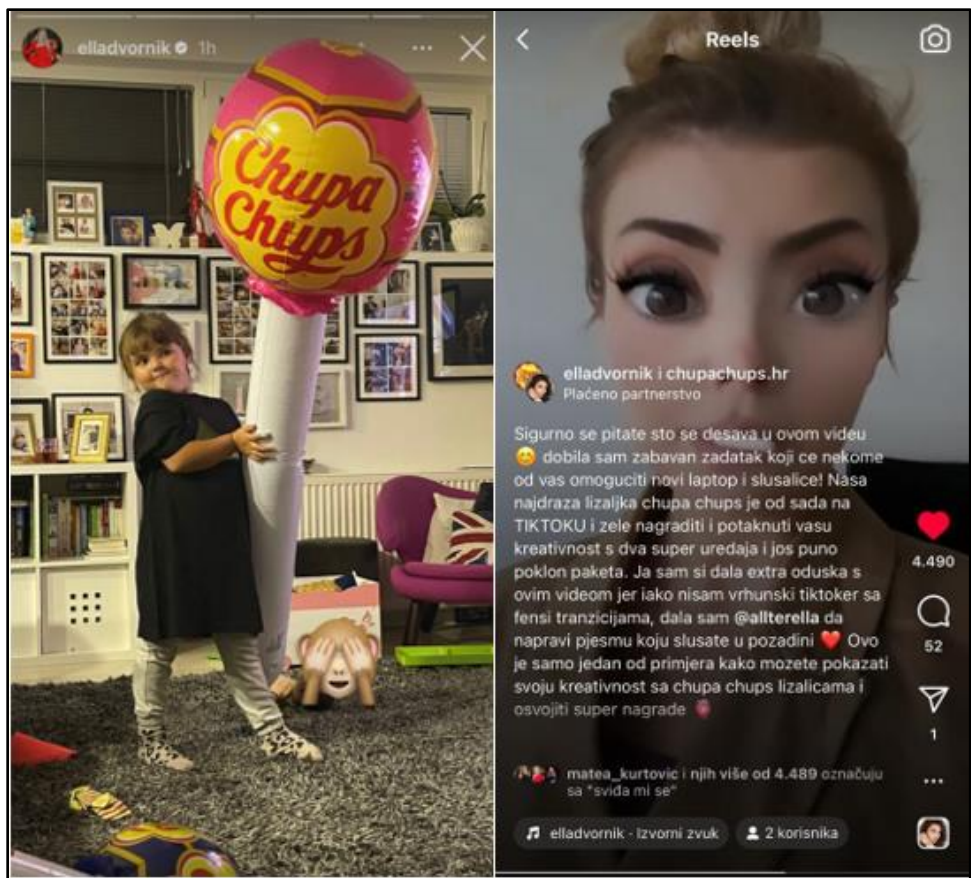 elladvornik 1h
Chupa
Chups
Reels
elladvornik i chupachups.hr
Plaćeno partnerstvo
Sigurno se pitate sto se desava u ovom videu
😊 dobila sam zabavan zadatak koji ce nekome
od vas omoguciti novi laptop i slusalice! Nasa
najdraza lizaljka chupa chups je od sada na
TIKTOKU i zele nagraditi i potaknuti vasu
kreativnost s dva super uredaja i jos puno
poklon paketa. Ja sam si dala extra oduska s
ovim videom jer iako nisam vrhunski tiktoker sa
fensi tranzicijama, dala sam @allterella da
napravi pjesmu koju slusate u pozadini ❤️ Ovo
je samo jedan od primjera kako mozete pokazati
svoju kreativnost sa chupa chups lizalicama i
osvojiti super nagrade
4.490
52
1
matea_kurtovic i njih više od 4.489 označuju
sa "sviđa mi se"
elladvornik · Izvorni zvuk
2 korisnika